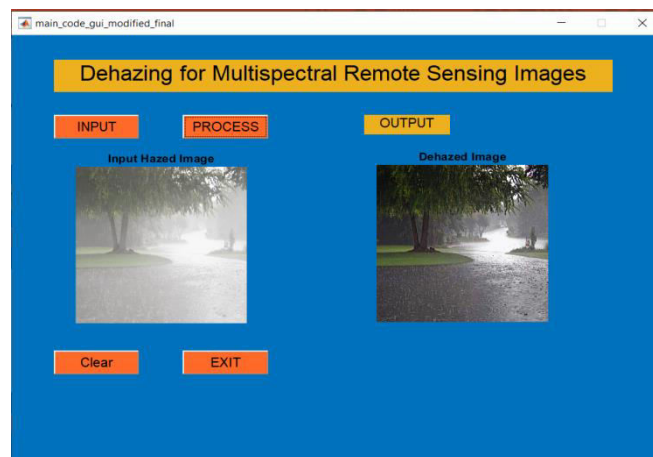 main_code_gui_modified_final
Dehazing for Multispectral Remote Sensing Images
INPUT
PROCESS
OUTPUT
Input Hazed Image
Dehazed Image
Clear
EXIT